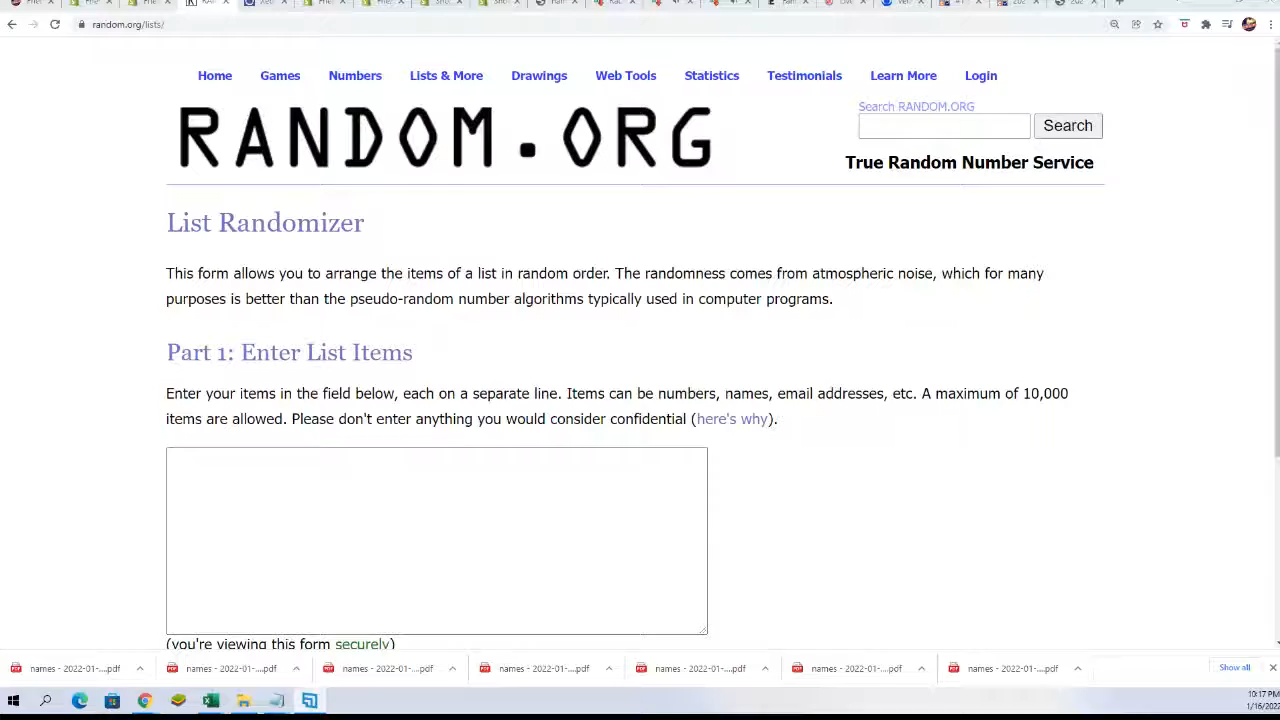 random.org/lists/
Home Games Numbers Lists & More Drawings Web Tools Statistics Testimonials Learn More Login
RANDOM.ORG
Search RANDOM.ORG
Search
True Random Number Service
List Randomizer
This form allows you to arrange the items of a list in random order. The randomness comes from atmospheric noise, which for many
purposes is better than the pseudo-random number algorithms typically used in computer programs.
Part 1: Enter List Items
Enter your items in the field below, each on a separate line. Items can be numbers, names, email addresses, etc. A maximum of 10,000
items are allowed. Please don't enter anything you would consider confidential (here's why).
(you're viewing this form securely)
names - 2022-01-....pdf names - 2022-01-....pdf names - 2022-01-....pdf names - 2022-01-....pdf names - 2022-01-....pdf names - 2022-01-....pdf names - 2022-01-....pdf Show all
10:17 PM
1/16/2022